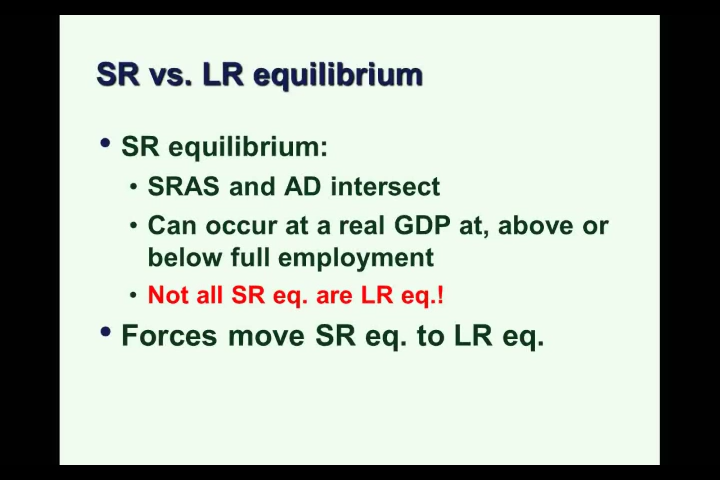 SR vs. LR equilibrium
• SR equilibrium:
• SRAS and AD intersect
• Can occur at a real GDP at, above or
below full employment
• Not all SR eq. are LR eq.!
• Forces move SR eq. to LR eq.